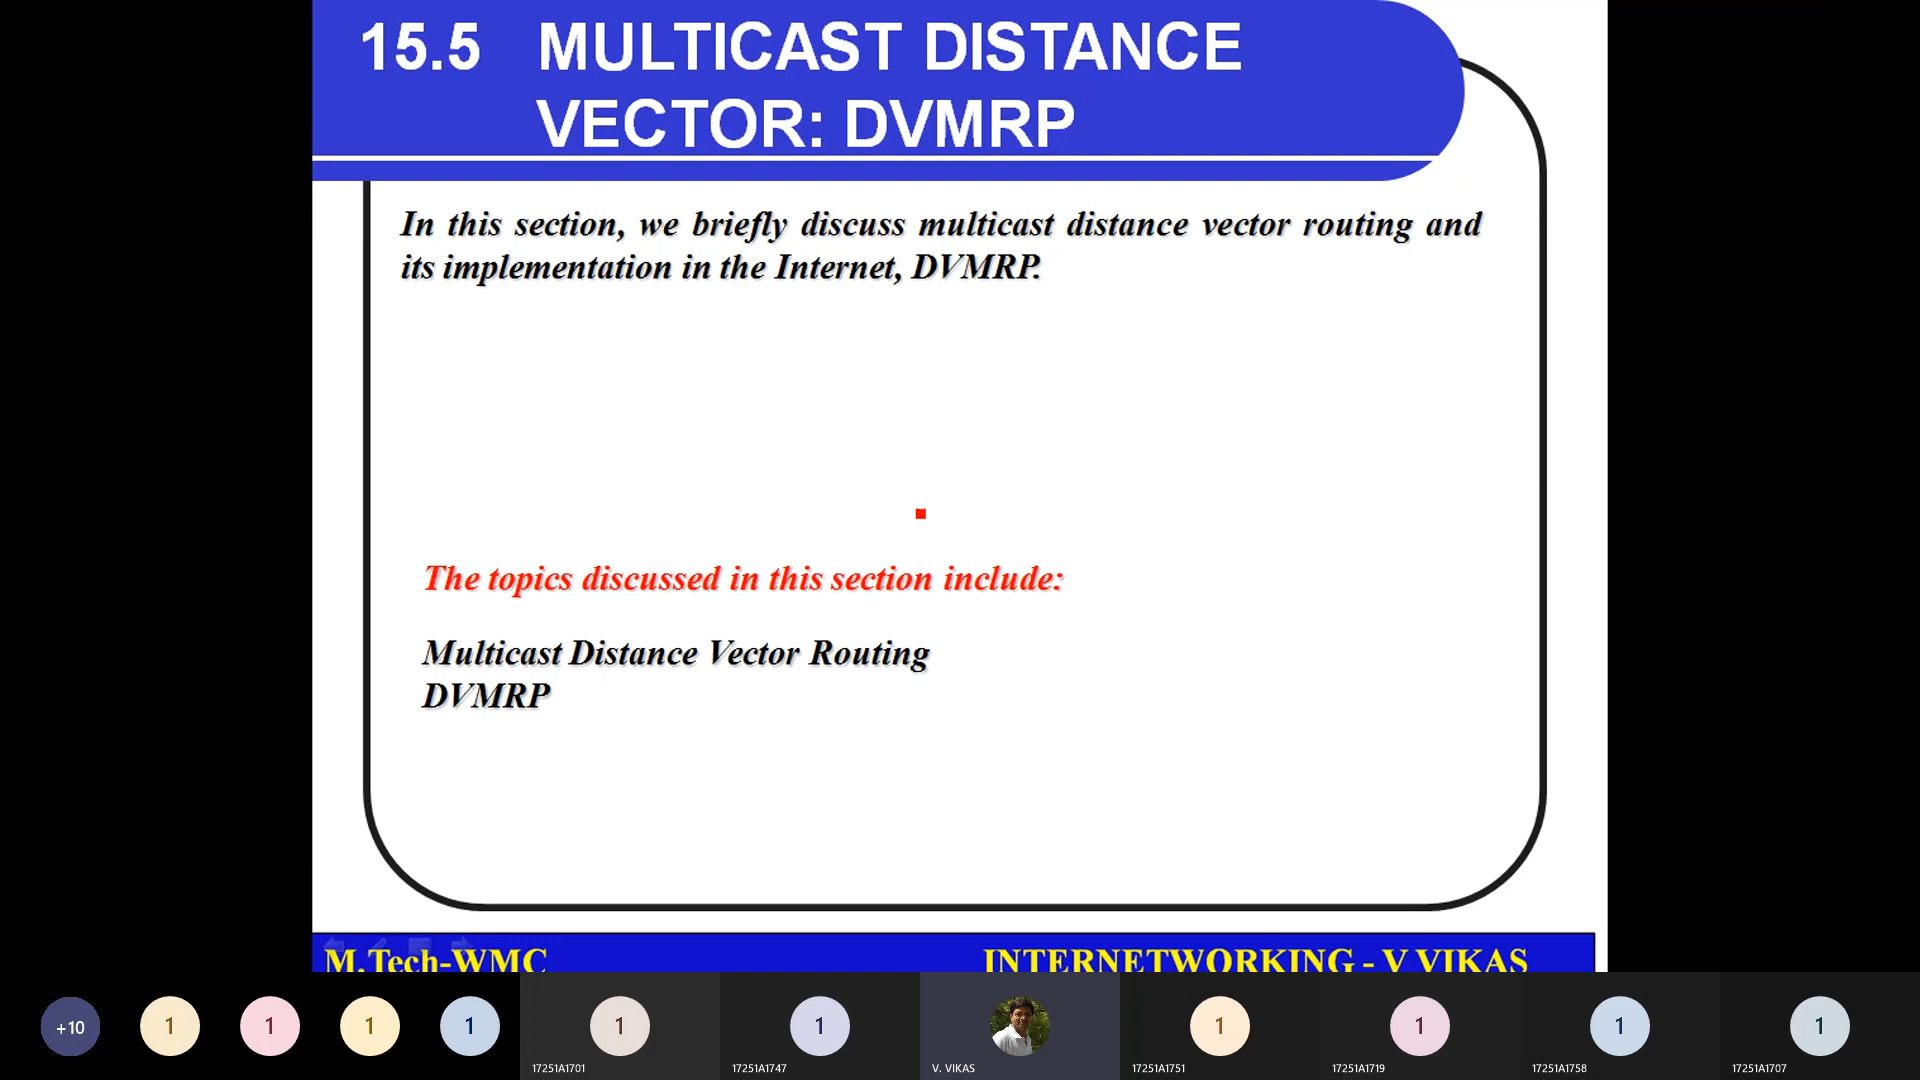 15.5 MULTICAST DISTANCE
VECTOR: DVMRP
In this section, we briefly discuss multicast distance vector routing and
its implementation in the Internet, DVMRP.
The topics discussed in this section include:
Multicast Distance Vector Routing
DVMRP
M.Tech-WMC INTERNETWORKING - V VIKAS
+10 1 1 1 1 1 1 1 1 1 1
17251A1701 17251A1747 V. VIKAS 17251A1751 17251A1719 17251A1758 17251A1707